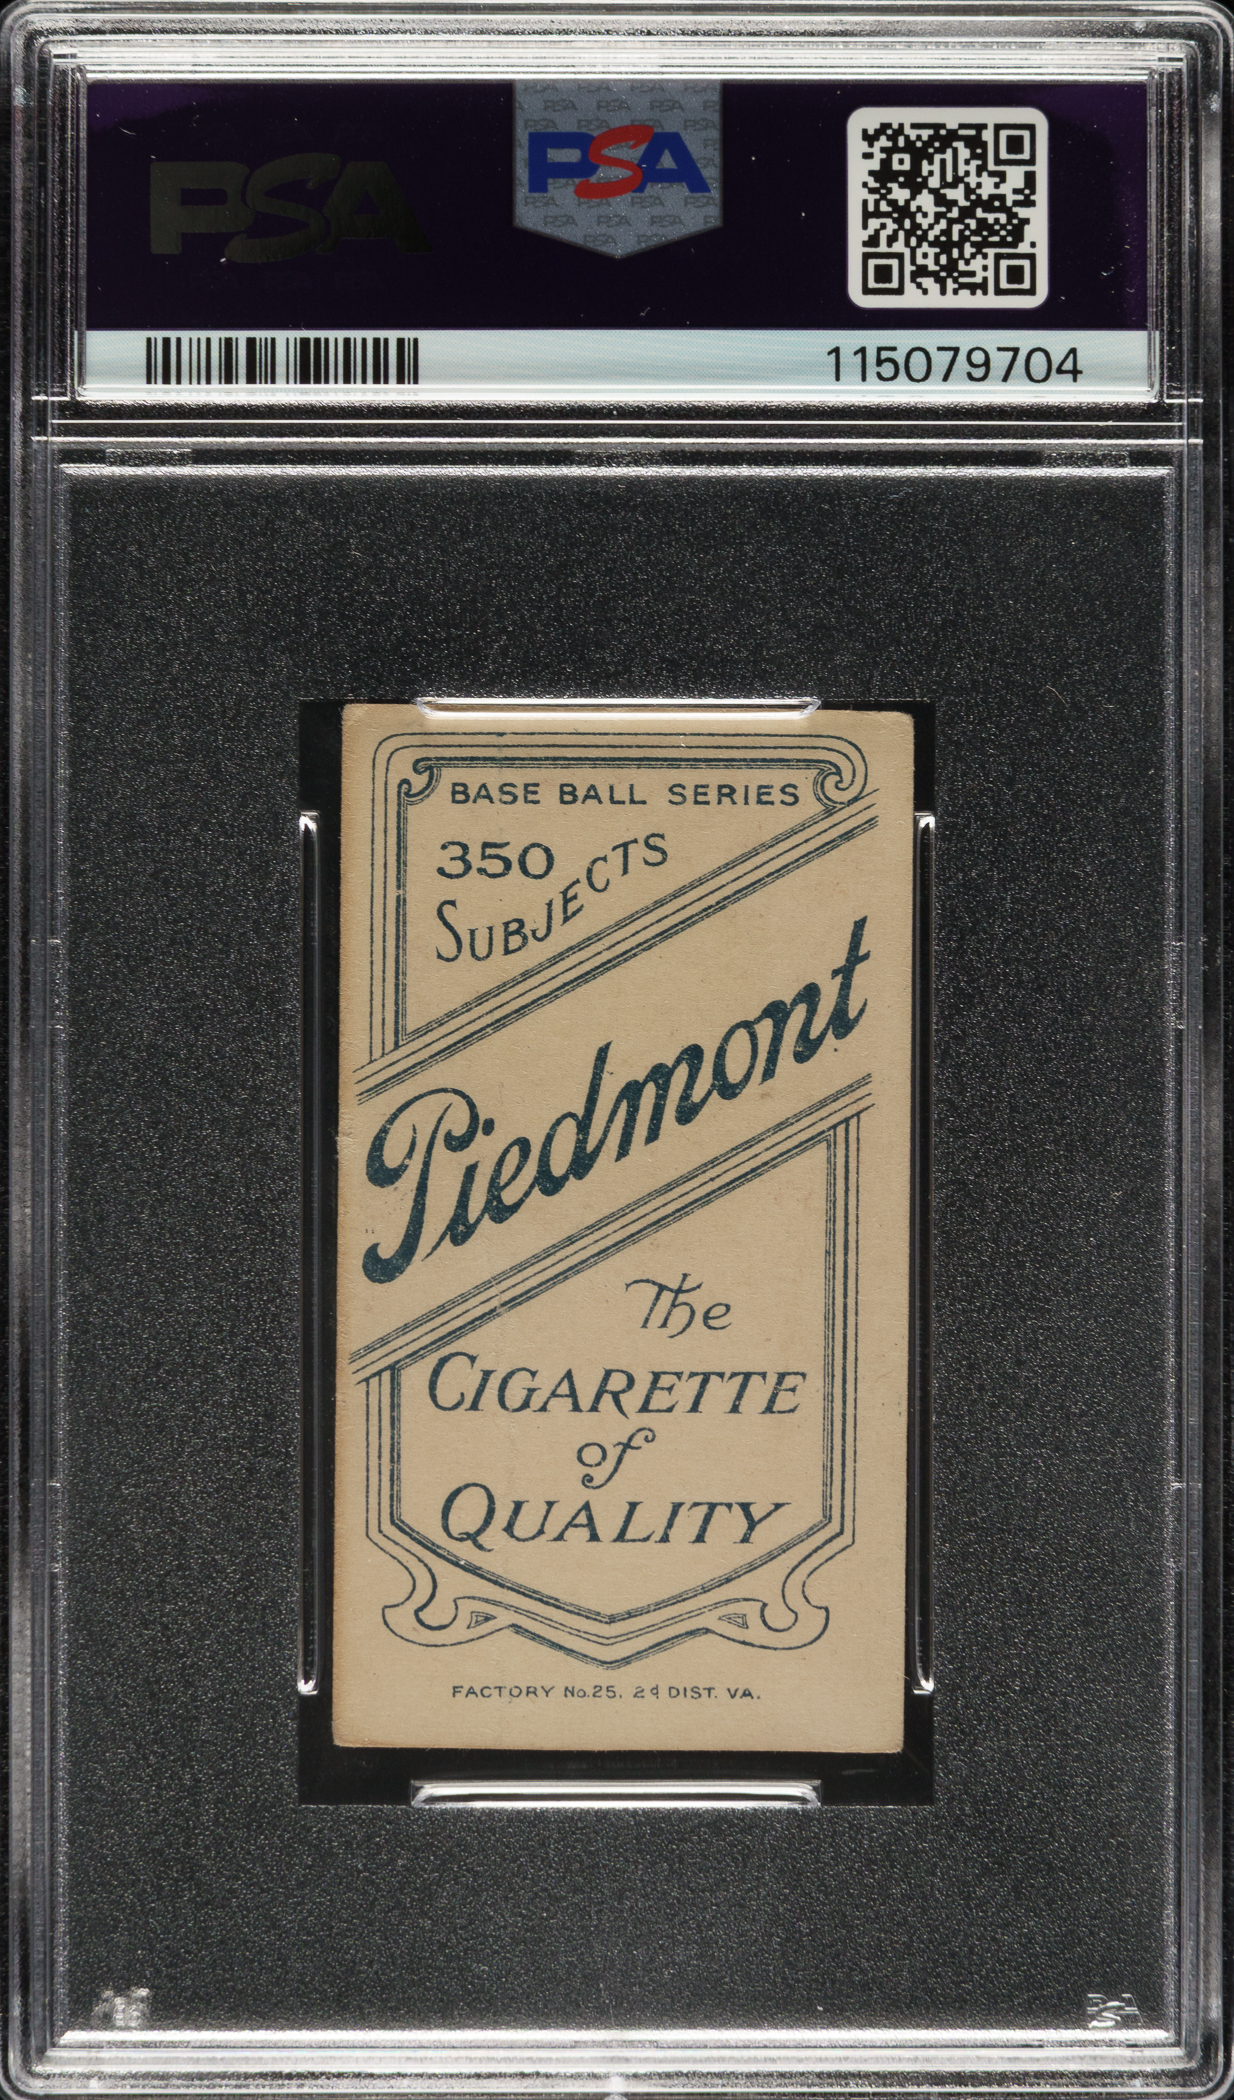 PSA
PSA
115079704
BASE BALL SERIES
350
SUBJECTS
Piedmont
The
CIGARETTE
of
QUALITY
FACTORY No.25. 2d DIST. VA.
PSA